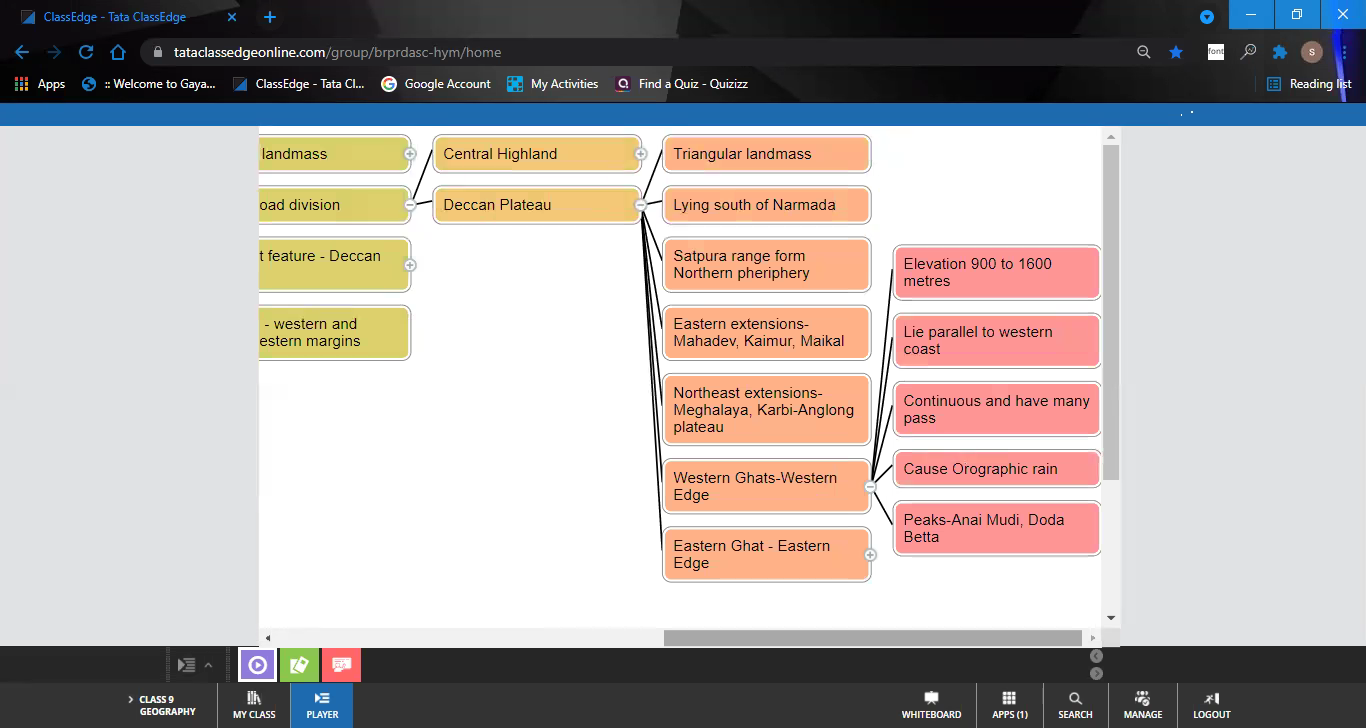 ClassEdge - Tata ClassEdge
tataclassedgeonline.com/group/brprdasc-hym/home
font
S
Apps
:: Welcome to Gaya...
ClassEdge - Tata Cl...
Google Account
My Activities
Find a Quiz - Quizizz
Reading list
landmass
oad division
t feature - Deccan
- western and
estern margins
Central Highland
Deccan Plateau
Triangular landmass
Lying south of Narmada
Satpura range form
Northern pheriphery
Eastern extensions-
Mahadev, Kaimur, Maikal
Northeast extensions-
Meghalaya, Karbi-Anglong
plateau
Western Ghats-Western
Edge
Eastern Ghat - Eastern
Edge
Elevation 900 to 1600
metres
Lie parallel to western
coast
Continuous and have many
pass
Cause Orographic rain
Peaks-Anai Mudi, Doda
Betta
CLASS 9
GEOGRAPHY
MY CLASS
PLAYER
WHITEBOARD
APPS (1)
SEARCH
MANAGE
LOGOUT